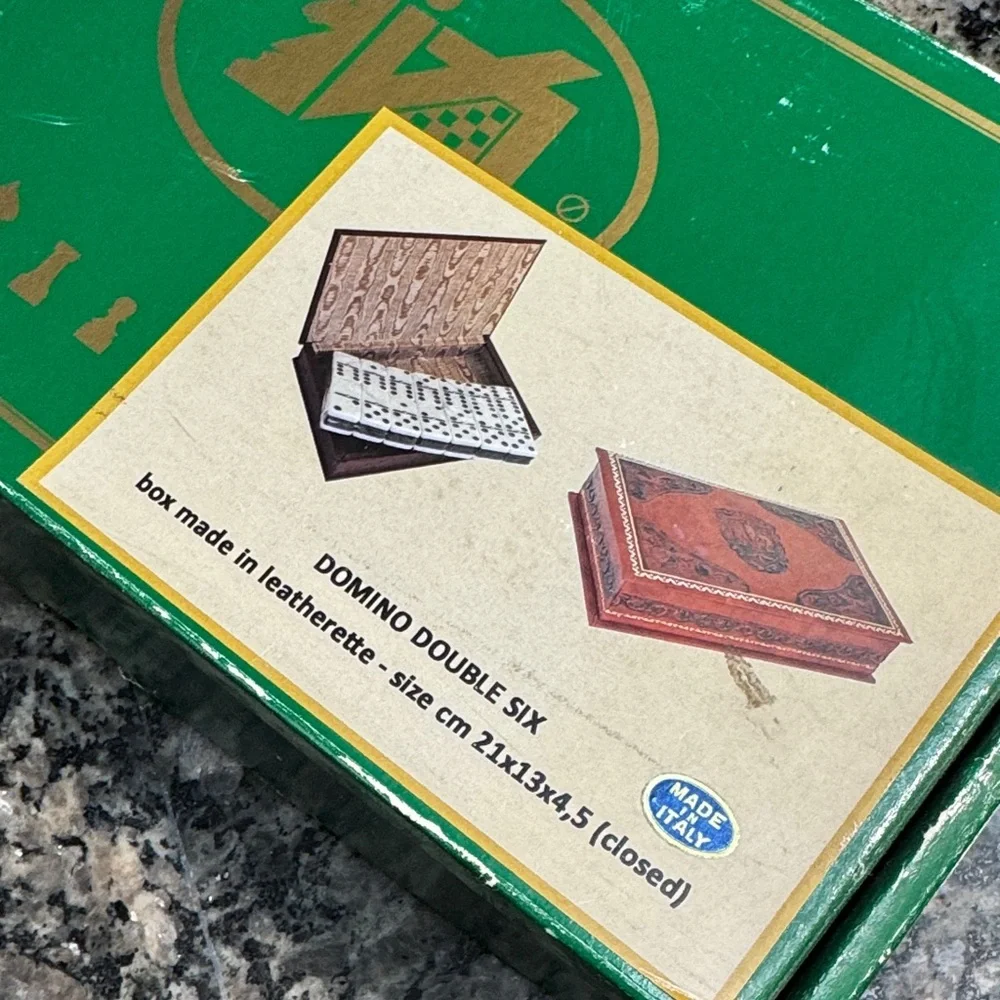 DOMINO DOUBLE SIX
box made in leatherette - size cm 21x13x4,5 (closed)
MADE
IN
ITALY